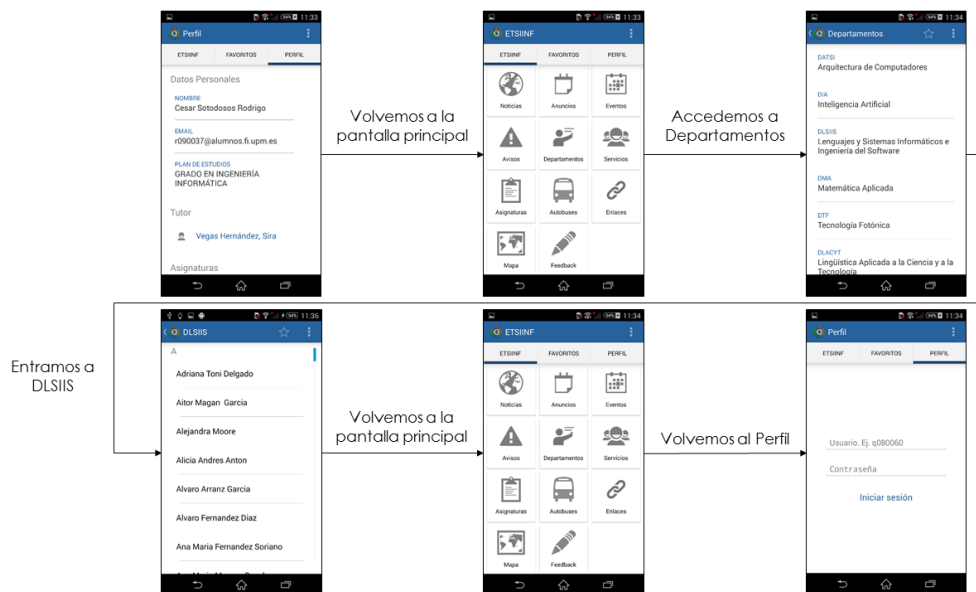 94% 11:33
Perfil
ETSIINF FAVORITOS PERFIL
Datos Personales
NOMBRE
Cesar Sotodosos Rodrigo
EMAIL
r090037@alumnos.fi.upm.es
PLAN DE ESTUDIOS
GRADO EN INGENIERÍA
INFORMÁTICA
Tutor
Vegas Hernández, Sira
Asignaturas
Volvemos a la
pantalla principal
94% 11:33
ETSIINF
ETSIINF FAVORITOS PERFIL
Noticias Anuncios Eventos
Avisos Departamentos Servicios
Asignaturas Autobuses Enlaces
Mapa Feedback
Accedemos a
Departamentos
94% 11:34
Departamentos
DATSI
Arquitectura de Computadores
DIA
Inteligencia Artificial
DLSIIS
Lenguajes y Sistemas Informáticos e
Ingeniería del Software
DMA
Matemática Aplicada
DTF
Tecnología Fotónica
DLACYT
Lingüística Aplicada a la Ciencia y a la
Tecnología
Entramos a
DLSIIS
94% 11:36
DLSIIS
A
Adriana Toni Delgado
Aitor Magan Garcia
Alejandra Moore
Alicia Andres Anton
Alvaro Arranz Garcia
Alvaro Fernandez Diaz
Ana Maria Fernandez Soriano
Volvemos a la
pantalla principal
94% 11:34
ETSIINF
ETSIINF FAVORITOS PERFIL
Noticias Anuncios Eventos
Avisos Departamentos Servicios
Asignaturas Autobuses Enlaces
Mapa Feedback
Volvemos al Perfil
94% 11:34
Perfil
ETSIINF FAVORITOS PERFIL
Usuario. Ej. q080060
Contraseña
Iniciar sesión